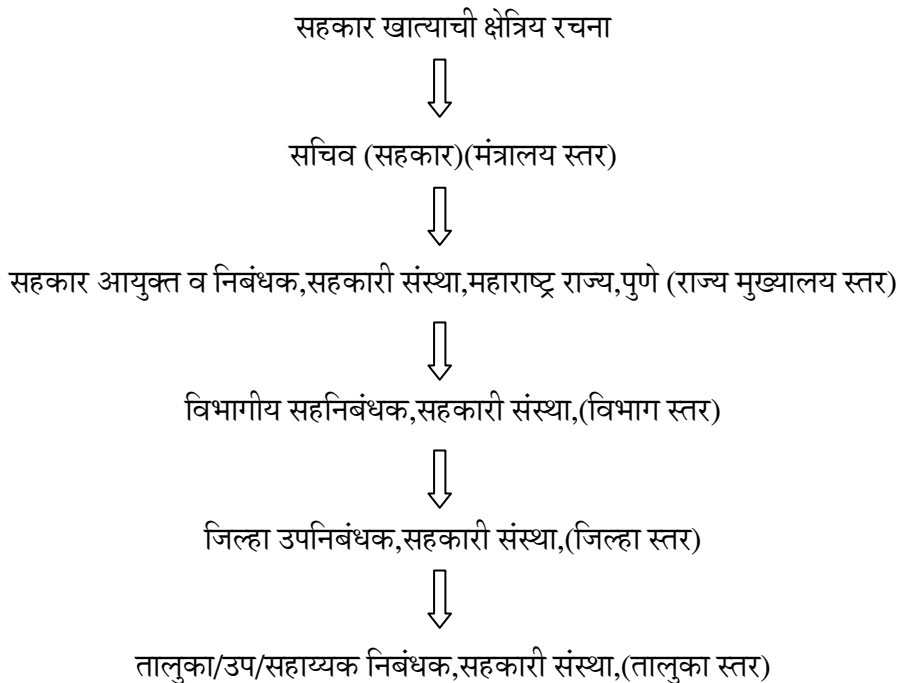 सहकार खात्याची क्षेत्रिय रचना
सचिव (सहकार)(मंत्रालय स्तर)
सहकार आयुक्त व निबंधक,सहकारी संस्था,महाराष्ट्र राज्य,पुणे (राज्य मुख्यालय स्तर)
विभागीय सहनिबंधक,सहकारी संस्था,(विभाग स्तर)
जिल्हा उपनिबंधक,सहकारी संस्था,(जिल्हा स्तर)
तालुका/उप/सहाय्यक निबंधक,सहकारी संस्था,(तालुका स्तर)